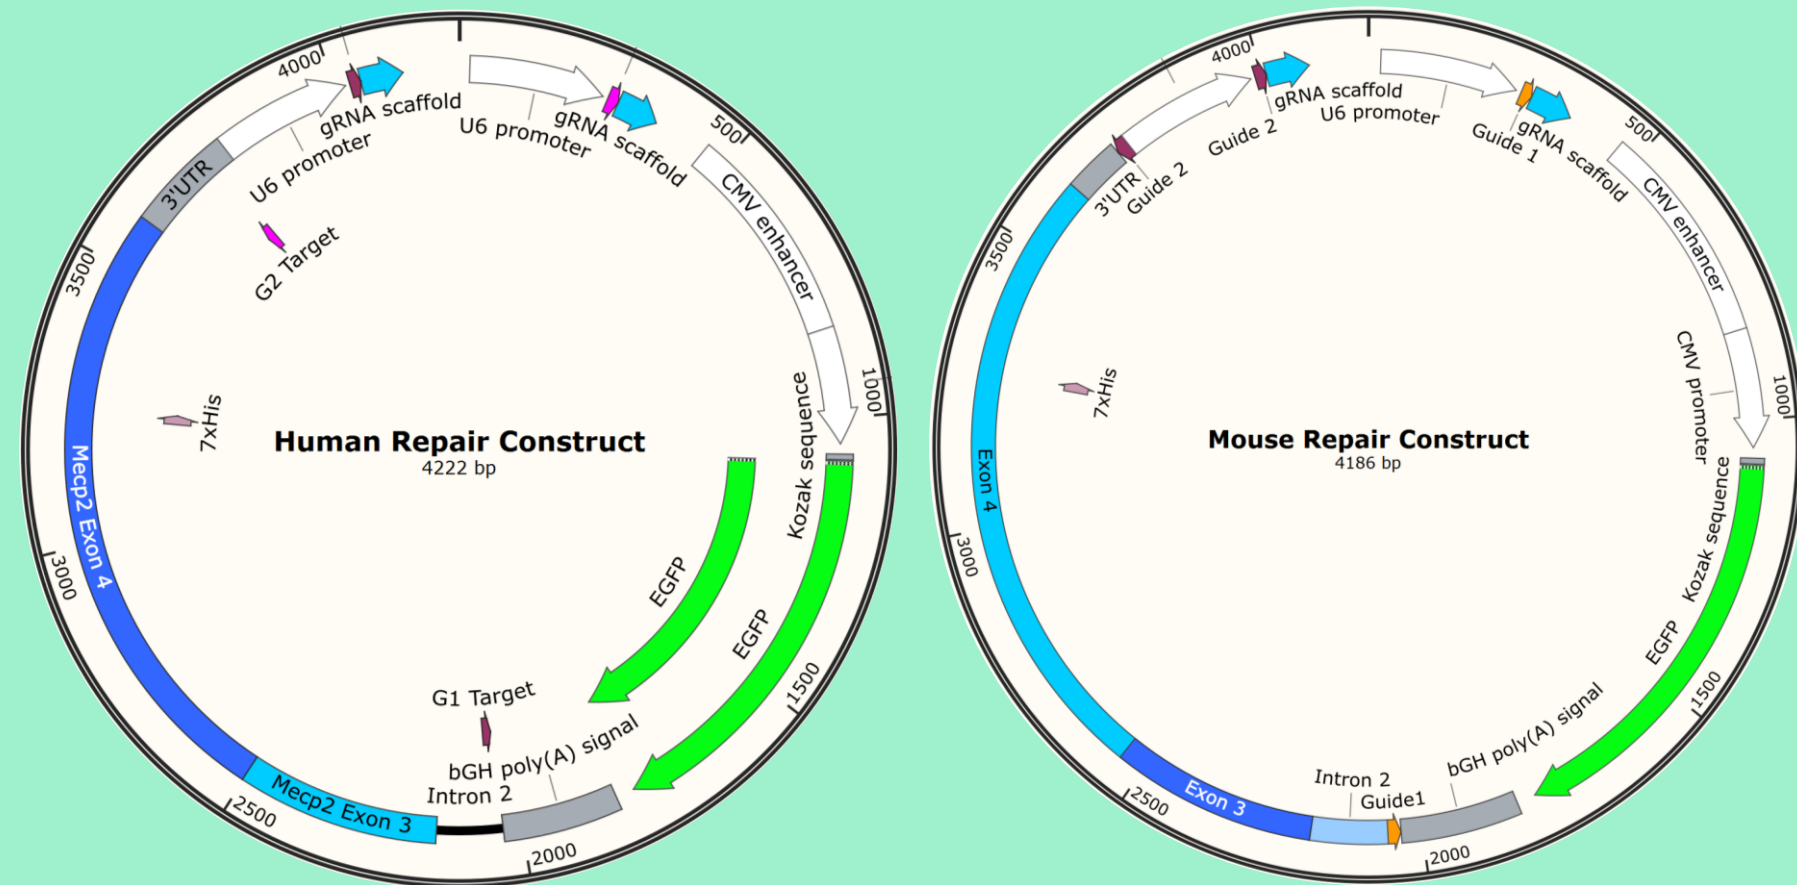 4000
gRNA scaffold
U6 promoter
3'UTR
U6 promoter
gRNA scaffold
500
CMV enhancer
G2 Target
3500
1000
7xHis
Kozak sequence
Human Repair Construct
4222 bp
Mecp2 Exon 4
EGFP
EGFP
3000
1500
G1 Target
bGH poly(A) signal
Intron 2
Mecp2 Exon 3
2500
2000
4000
gRNA scaffold
Guide 2
U6 promoter
Guide 1
gRNA scaffold
500
3'UTR
Guide 2
CMV enhancer
3500
CMV promoter
1000
7xHis
Mouse Repair Construct
4186 bp
Kozak sequence
Exon 4
EGFP
3000
1500
bGH poly(A) signal
Intron 2
Guide1
Exon 3
2500
2000